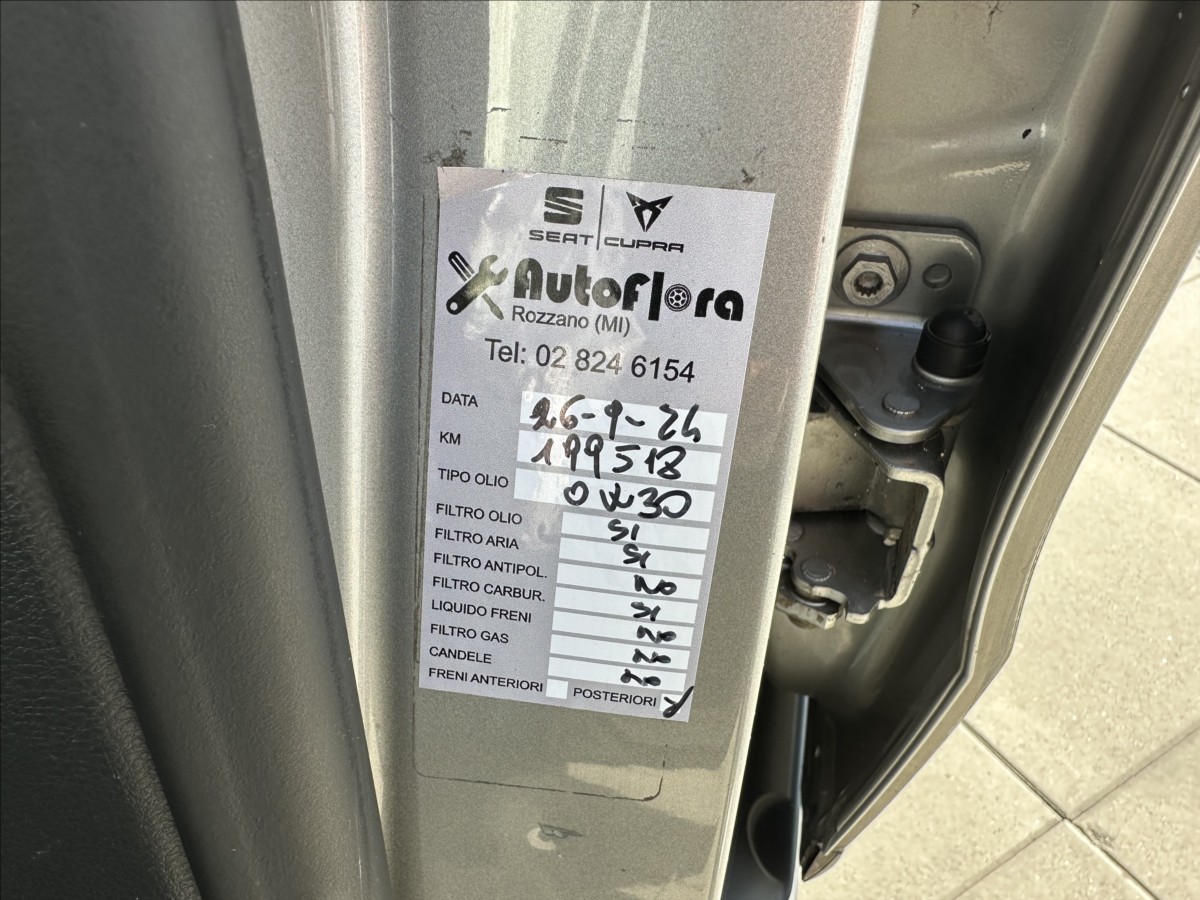 SEAT CUPRA
AutoFlora
Rozzano (MI)
Tel: 02 824 6154
DATA 26-9-24
KM 199518
TIPO OLIO 0W30
FILTRO OLIO SI
FILTRO ARIA SI
FILTRO ANTIPOL. NO
FILTRO CARBUR. SI
LIQUIDO FRENI NO
FILTRO GAS NO
CANDELE NO
FRENI ANTERIORI POSTERIORI X